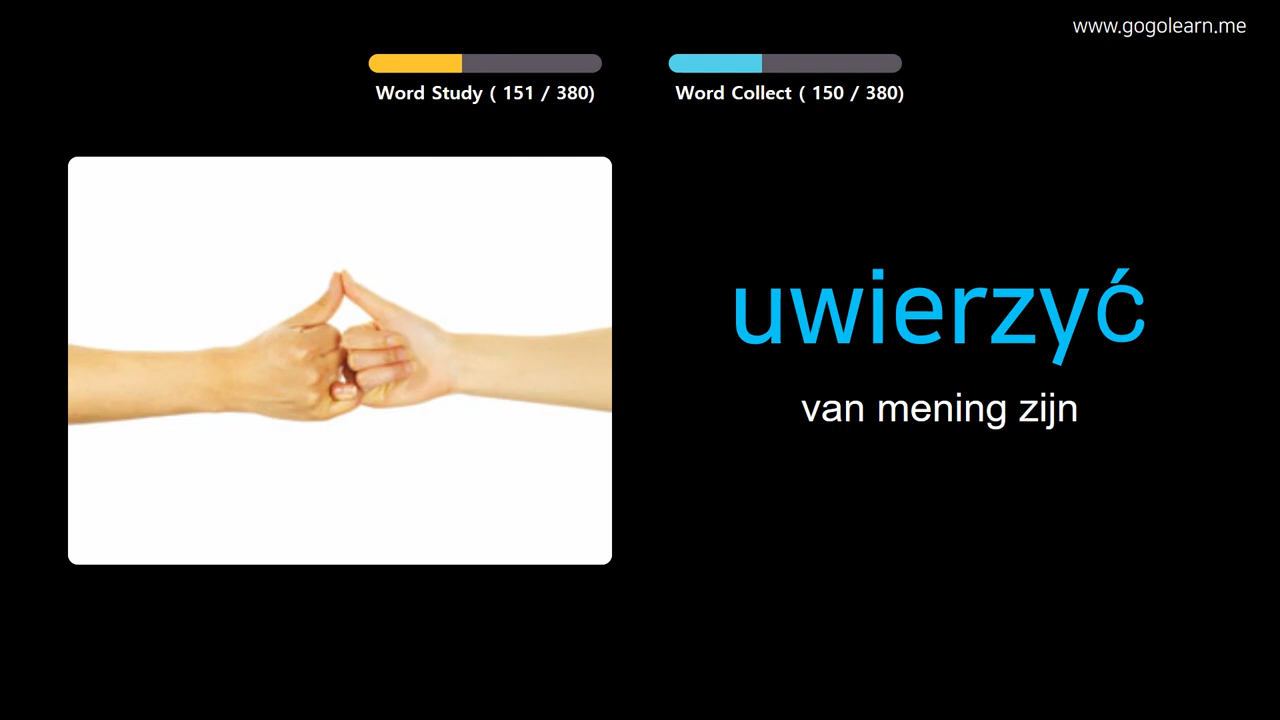 www.gogolearn.me
Word Study ( 151 / 380)
Word Collect ( 150 / 380)
uwierzyć
van mening zijn